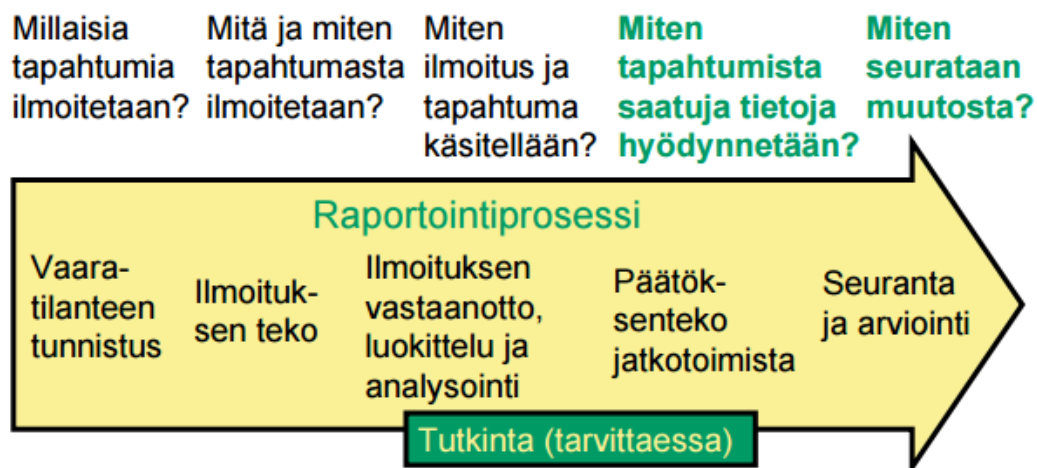 Millaisia
tapahtumia
ilmoitetaan?
Mitä ja miten
tapahtumasta
ilmoitetaan?
Miten
ilmoitus ja
tapahtuma
käsitellään?
Miten
tapahtumista
saatuja tietoja
hyödynnetään?
Miten
seurataan
muutosta?
Raportointiprosessi
Vaara-
tilanteen
tunnistus
Ilmoituk-
sen teko
Ilmoituksen
vastaanotto,
luokittelu ja
analysointi
Päätök-
senteko
jatkotoimista
Seuranta
ja arviointi
Tutkinta (tarvittaessa)